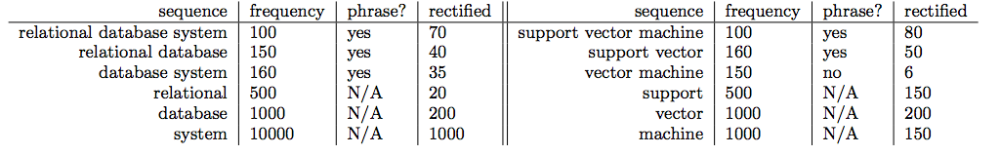 sequence frequency phrase? rectified sequence frequency phrase? rectified
relational database system 100 yes 70 support vector machine 100 yes 80
relational database 150 yes 40 support vector 160 yes 50
database system 160 yes 35 vector machine 150 no 6
relational 500 N/A 20 support 500 N/A 150
database 1000 N/A 200 vector 1000 N/A 200
system 10000 N/A 1000 machine 1000 N/A 150